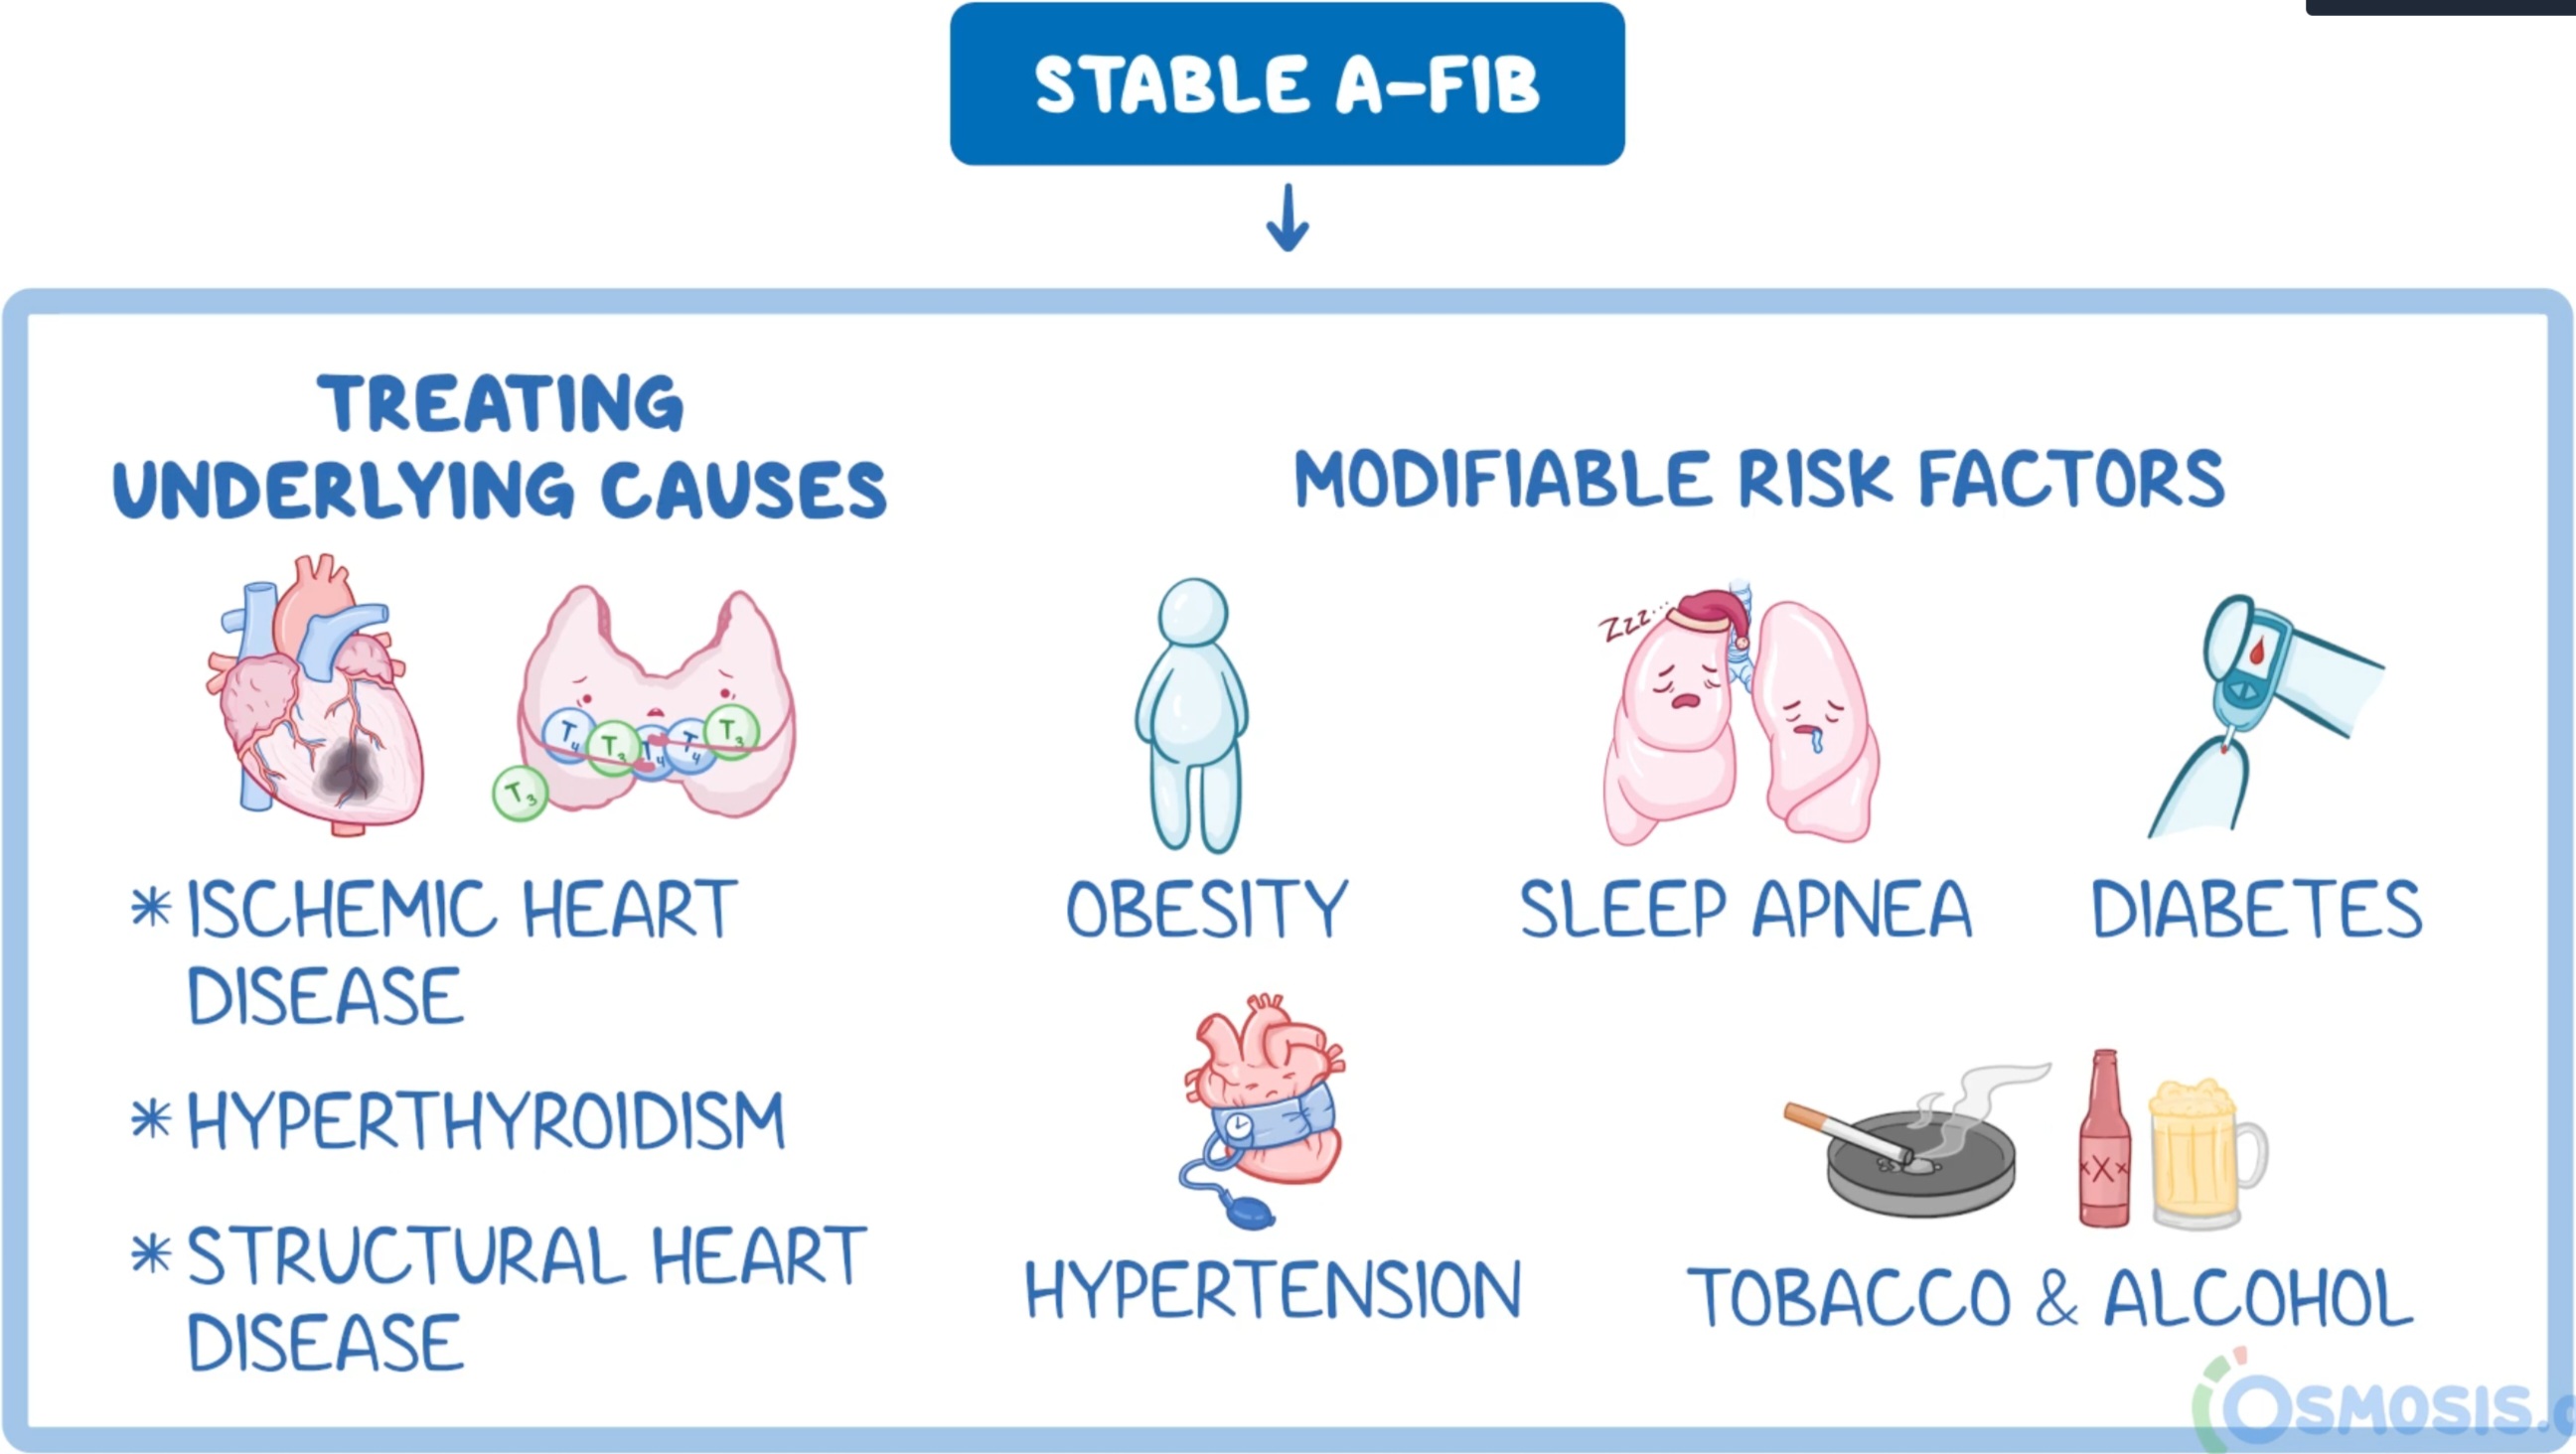 STABLE A-FIB
TREATING
UNDERLYING CAUSES
MODIFIABLE RISK FACTORS
Zzz...
T4
T3
T4
T4
T3
T3
* ISCHEMIC HEART
DISEASE
* HYPERTHYROIDISM
* STRUCTURAL HEART
DISEASE
OBESITY
SLEEP APNEA
DIABETES
HYPERTENSION
xXx
TOBACCO & ALCOHOL
OSMOSIS.